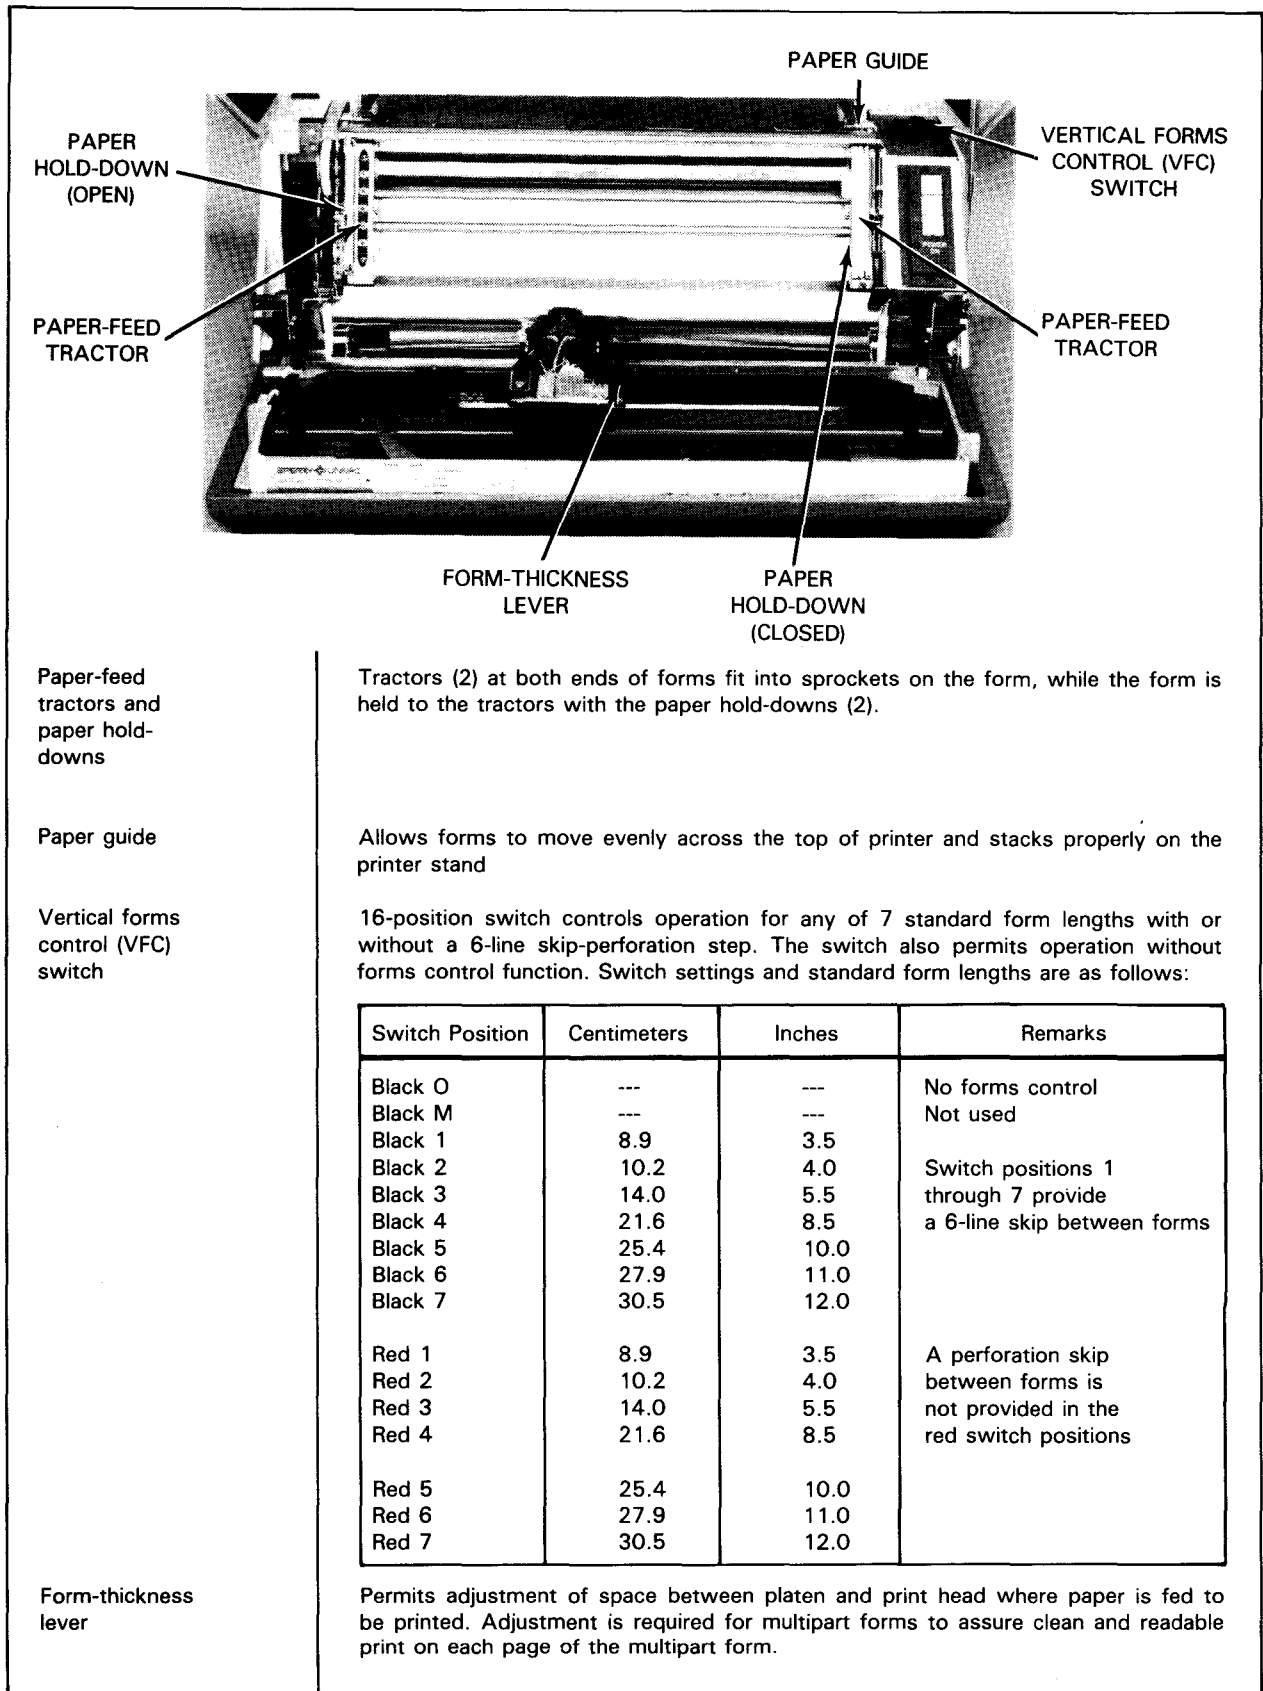 PAPER GUIDE
PAPER
HOLD-DOWN
(OPEN)
VERTICAL FORMS
CONTROL (VFC)
SWITCH
PAPER-FEED
TRACTOR
PAPER-FEED
TRACTOR
FORM-THICKNESS
LEVER
PAPER
HOLD-DOWN
(CLOSED)
Paper-feed
tractors and
paper hold-
downs
Tractors (2) at both ends of forms fit into sprockets on the form, while the form is
held to the tractors with the paper hold-downs (2).
Paper guide
Allows forms to move evenly across the top of printer and stacks properly on the
printer stand
Vertical forms
control (VFC)
switch
16-position switch controls operation for any of 7 standard form lengths with or
without a 6-line skip-perforation step. The switch also permits operation without
forms control function. Switch settings and standard form lengths are as follows:
Switch Position Centimeters Inches Remarks
Black O --- --- No forms control
Black M --- --- Not used
Black 1 8.9 3.5
Black 2 10.2 4.0 Switch positions 1
Black 3 14.0 5.5 through 7 provide
Black 4 21.6 8.5 a 6-line skip between forms
Black 5 25.4 10.0
Black 6 27.9 11.0
Black 7 30.5 12.0
Red 1 8.9 3.5 A perforation skip
Red 2 10.2 4.0 between forms is
Red 3 14.0 5.5 not provided in the
Red 4 21.6 8.5 red switch positions
Red 5 25.4 10.0
Red 6 27.9 11.0
Red 7 30.5 12.0
Form-thickness
lever
Permits adjustment of space between platen and print head where paper is fed to
be printed. Adjustment is required for multipart forms to assure clean and readable
print on each page of the multipart form.